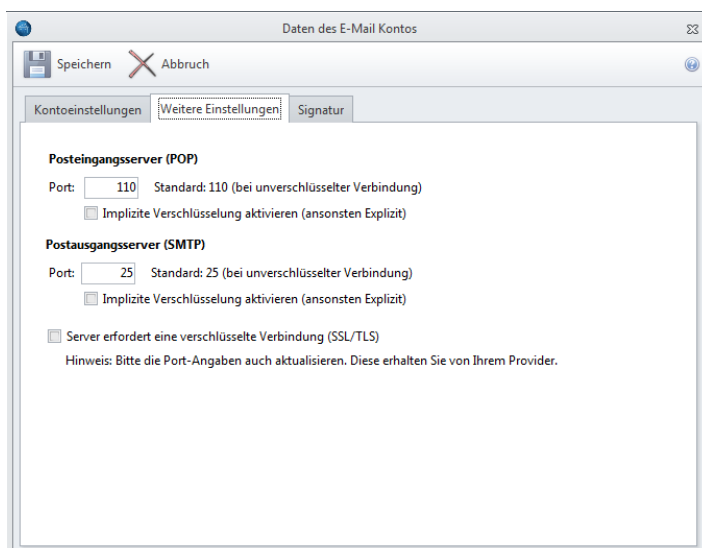 Daten des E-Mail Kontos
Speichern Abbruch
Kontoeinstellungen Weitere Einstellungen Signatur
Posteingangsserver (POP)
Port: 110 Standard: 110 (bei unverschlüsselter Verbindung)
Implizite Verschlüsselung aktivieren (ansonsten Explizit)
Postausgangsserver (SMTP)
Port: 25 Standard: 25 (bei unverschlüsselter Verbindung)
Implizite Verschlüsselung aktivieren (ansonsten Explizit)
Server erfordert eine verschlüsselte Verbindung (SSL/TLS)
Hinweis: Bitte die Port-Angaben auch aktualisieren. Diese erhalten Sie von Ihrem Provider.